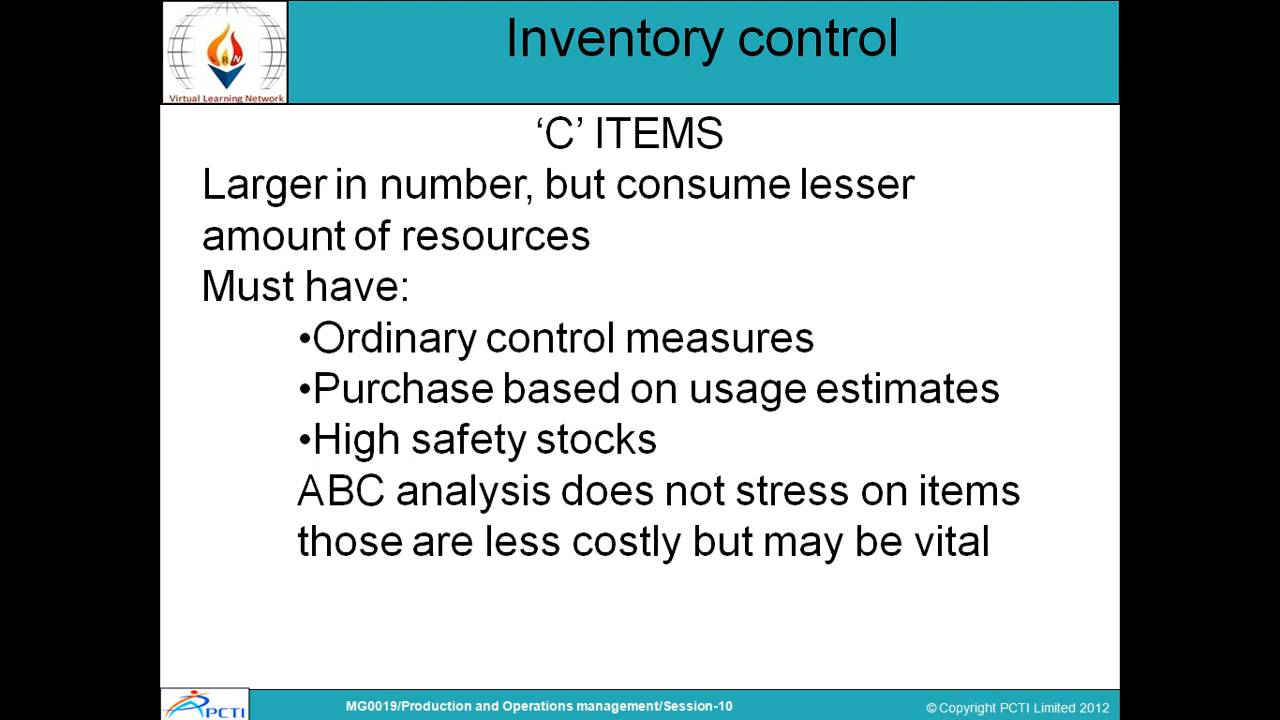 Inventory control
LRN
Virtual Learning Network
‘C’ ITEMS
Larger in number, but consume lesser
amount of resources
Must have:
•Ordinary control measures
•Purchase based on usage estimates
•High safety stocks
ABC analysis does not stress on items
those are less costly but may be vital
PCTI
MG0019/Production and Operations management/Session-10
© Copyright PCTI Limited 2012